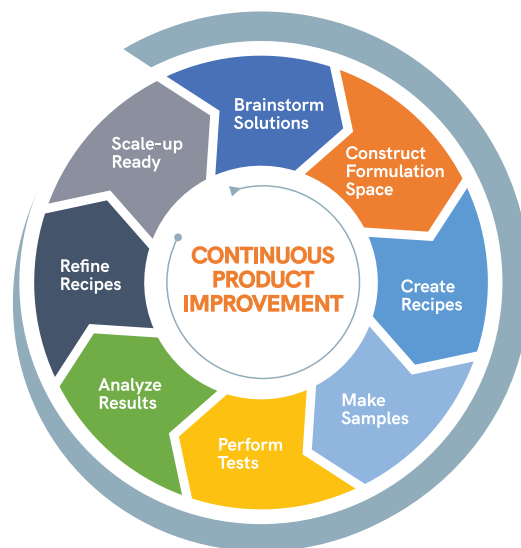 Brainstorm
Solutions
Construct
Formulation
Space
Create
Recipes
Make
Samples
Perform
Tests
Analyze
Results
Refine
Recipes
Scale-up
Ready
CONTINUOUS
PRODUCT
IMPROVEMENT